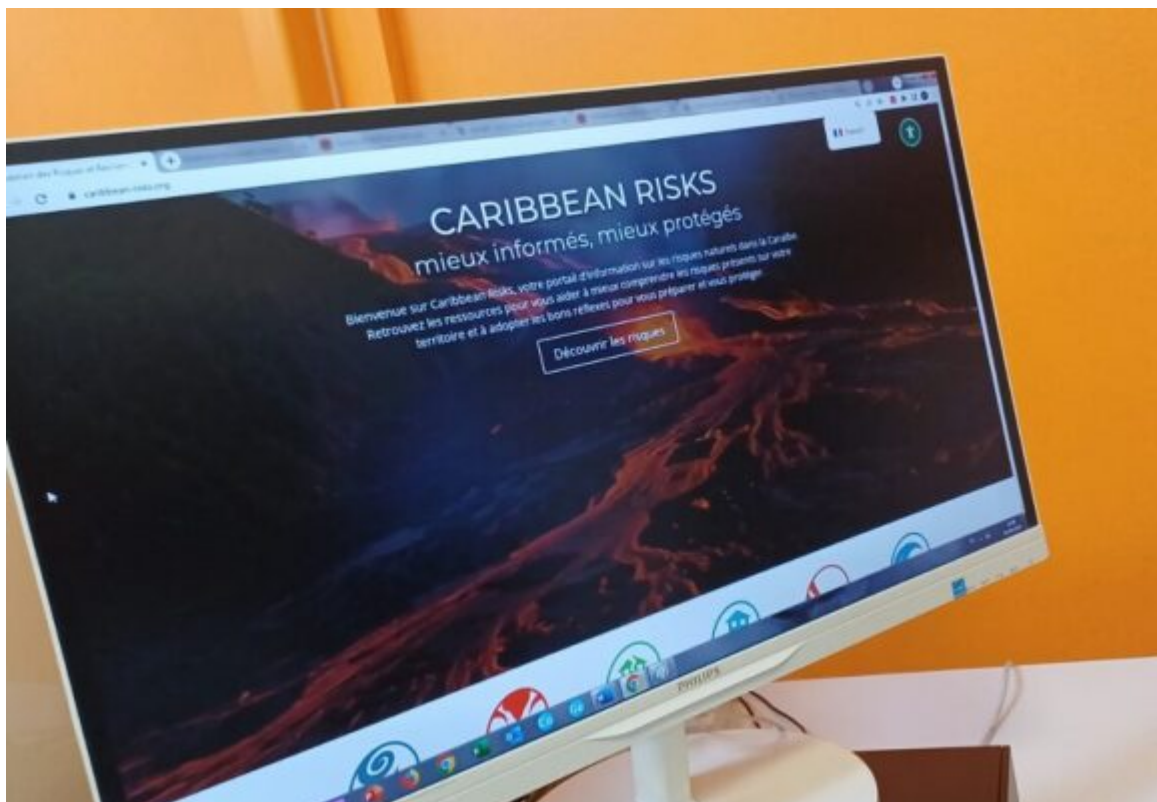 caribbean-risks.org
CARIBBEAN RISKS
mieux informés, mieux protégés
Bienvenue sur Caribbean Risks, votre portail d'information sur les risques naturels dans la Caraïbe.
Retrouvez les ressources pour vous aider à mieux comprendre les risques présents sur votre
territoire et à adopter les bons réflexes pour vous préparer et vous protéger.
Découvrir les risques
PHILIPS